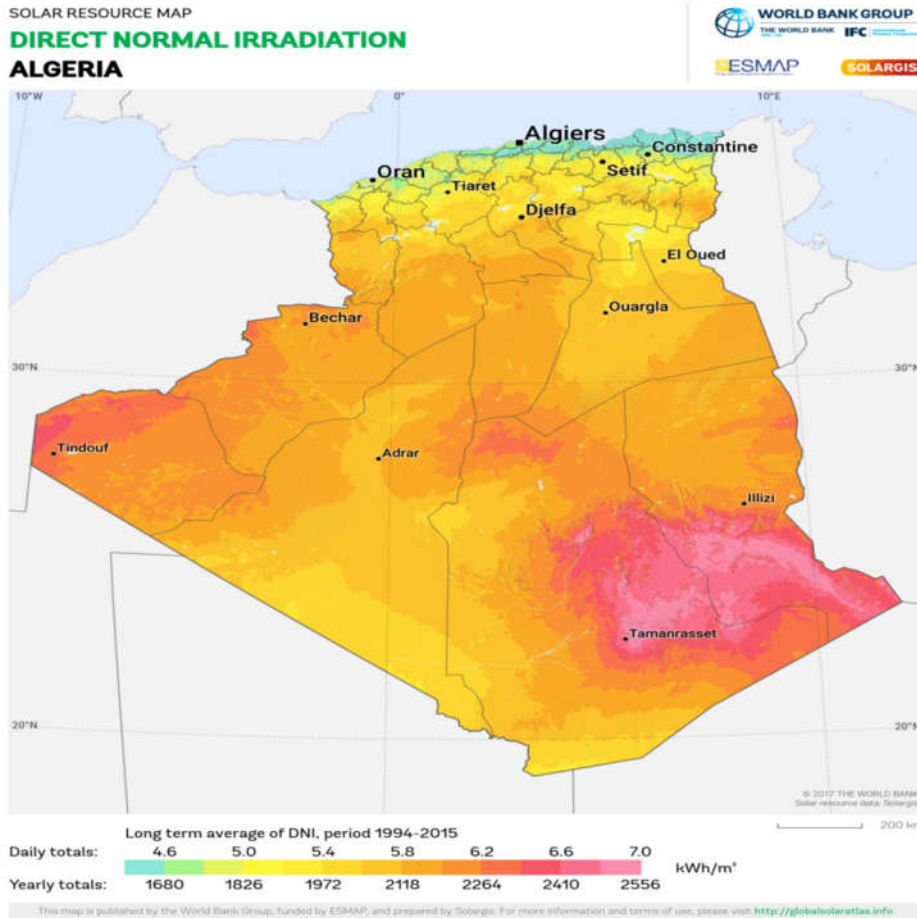 SOLAR RESOURCE MAP
DIRECT NORMAL IRRADIATION
ALGERIA
WORLD BANK GROUP
THE WORLD BANK IFC
ESMAP SOLARGIS
10°W 0° 10°E
Algiers
Constantine
Oran
Setif
Tiaret
Djelfa
El Oued
Ouargla
Bechar
30°N 30°N
Tindouf
Adrar
Illizi
Tamanrasset
20°N 20°N
© 2017 THE WORLD BANK
Solar resource data: Solargis
200 km
Long term average of DNI, period 1994-2015
Daily totals: 4.6 5.0 5.4 5.8 6.2 6.6 7.0 kWh/m²
Yearly totals: 1680 1826 1972 2118 2264 2410 2556
This map is published by the World Bank Group, funded by ESMAP, and prepared by Solargis. For more information and terms of use, please visit http://globalsolaratlas.info